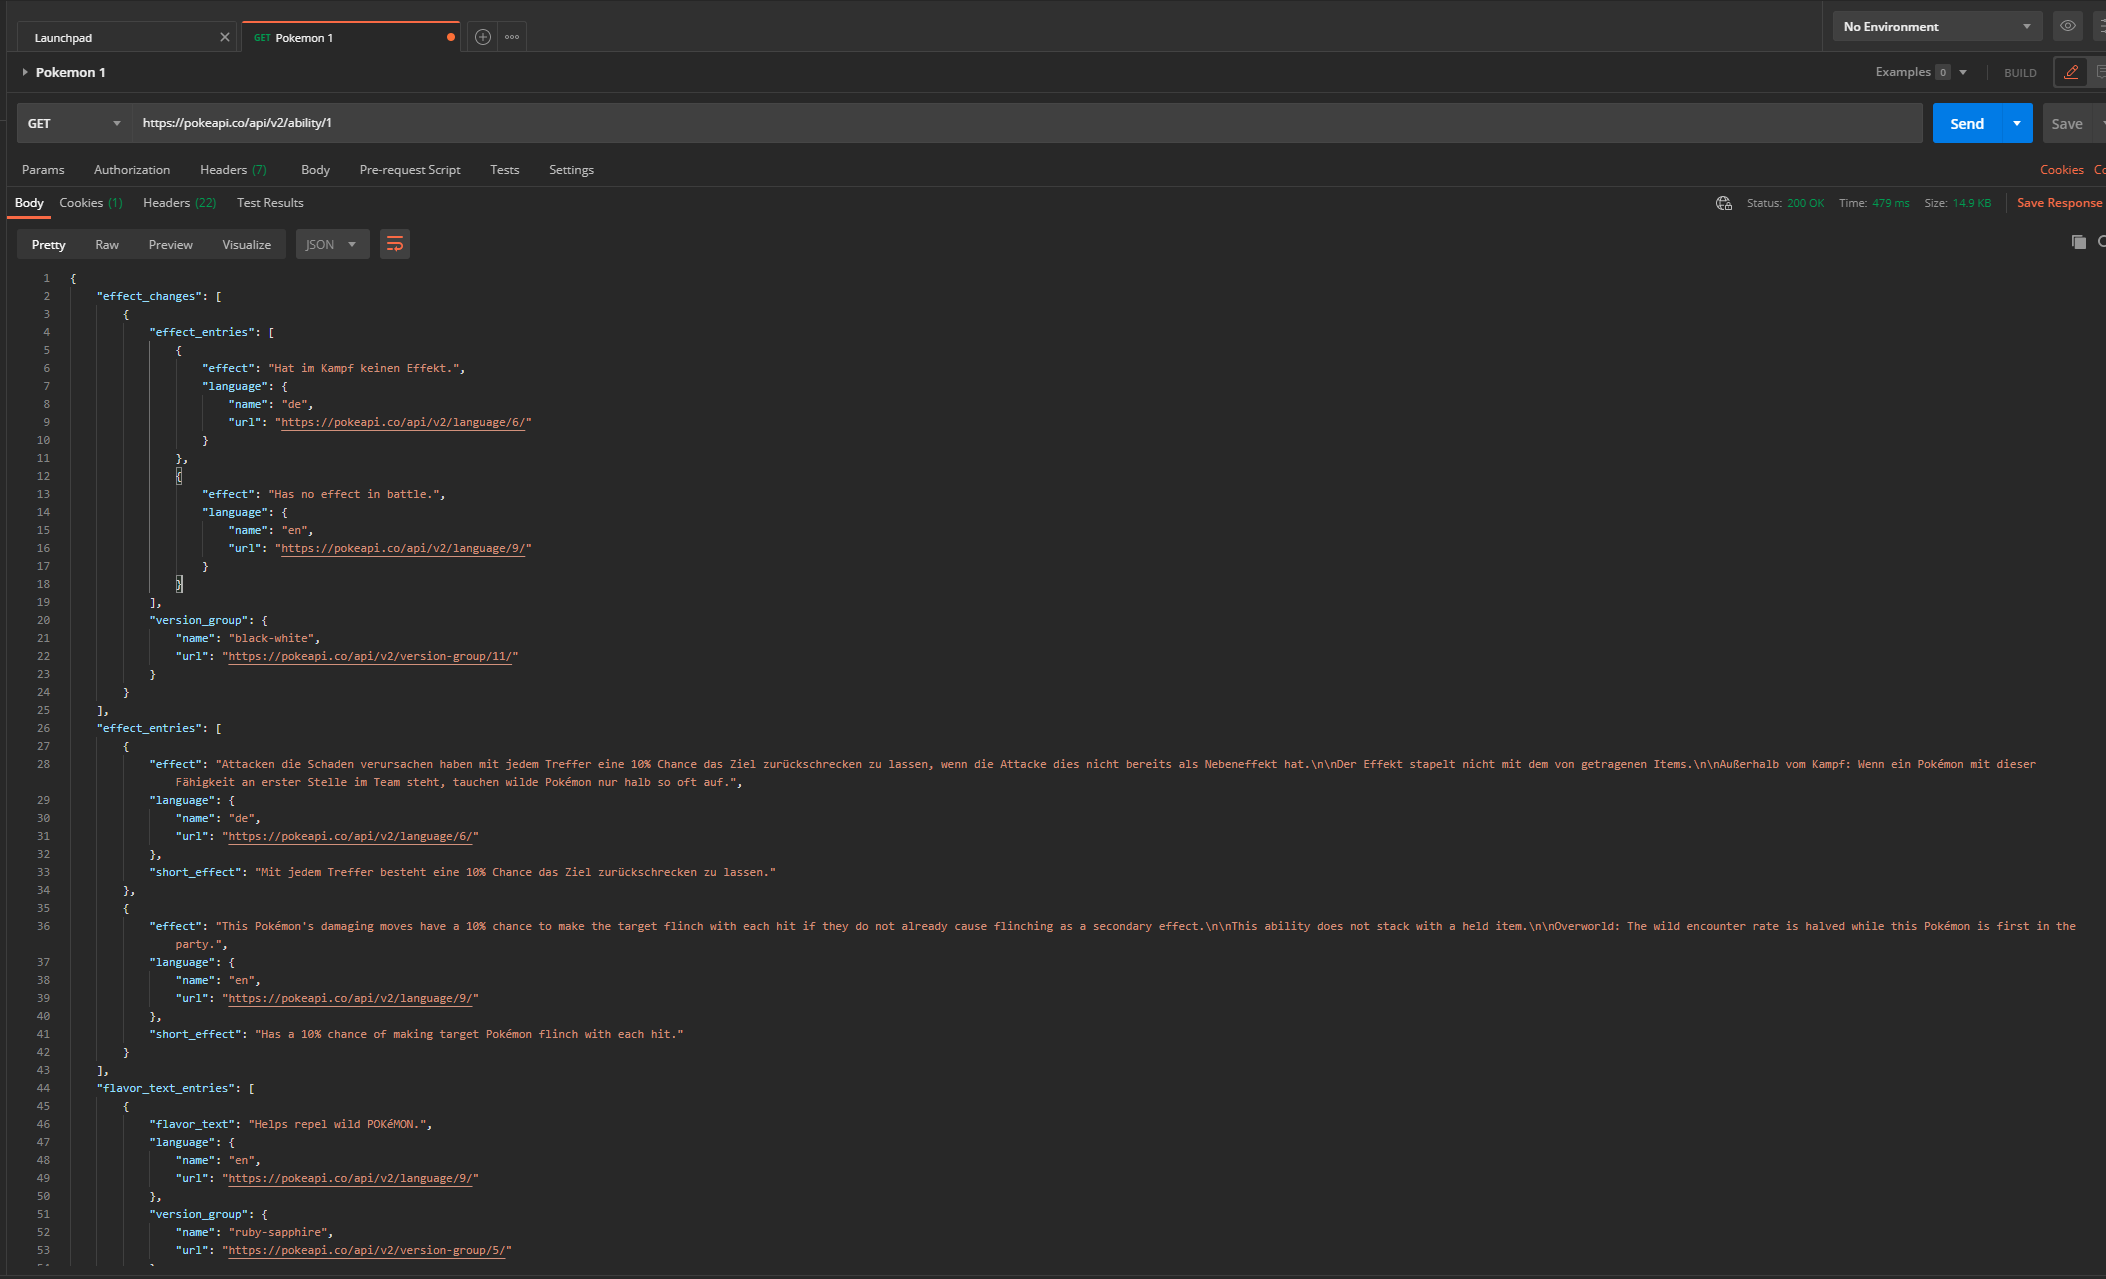 Launchpad
GET Pokemon 1
No Environment
Pokemon 1
Examples 0
BUILD
GET
https://pokeapi.co/api/v2/ability/1
Send
Save
Params Authorization Headers (7) Body Pre-request Script Tests Settings
Cookies
Body Cookies (1) Headers (22) Test Results
Status: 200 OK Time: 479 ms Size: 14.9 KB
Save Response
Pretty Raw Preview Visualize JSON
1 {
2 "effect_changes": [
3 {
4 "effect_entries": [
5 {
6 "effect": "Hat im Kampf keinen Effekt.",
7 "language": {
8 "name": "de",
9 "url": "https://pokeapi.co/api/v2/language/6/"
10 }
11 },
12 {
13 "effect": "Has no effect in battle.",
14 "language": {
15 "name": "en",
16 "url": "https://pokeapi.co/api/v2/language/9/"
17 }
18 }
19 ],
20 "version_group": {
21 "name": "black-white",
22 "url": "https://pokeapi.co/api/v2/version-group/11/"
23 }
24 }
25 ],
26 "effect_entries": [
27 {
28 "effect": "Attacken die Schaden verursachen haben mit jedem Treffer eine 10% Chance das Ziel zurückschrecken zu lassen, wenn die Attacke dies nicht bereits als Nebeneffekt hat.\n\nDer Effekt stapelt nicht mit dem von getragenen Items.\n\nAußerhalb vom Kampf: Wenn ein Pokémon mit dieser
Fähigkeit an erster Stelle im Team steht, tauchen wilde Pokémon nur halb so oft auf.",
29 "language": {
30 "name": "de",
31 "url": "https://pokeapi.co/api/v2/language/6/"
32 },
33 "short_effect": "Mit jedem Treffer besteht eine 10% Chance das Ziel zurückschrecken zu lassen."
34 },
35 {
36 "effect": "This Pokémon's damaging moves have a 10% chance to make the target flinch with each hit if they do not already cause flinching as a secondary effect.\n\nThis ability does not stack with a held item.\n\nOverworld: The wild encounter rate is halved while this Pokémon is first in the
party.",
37 "language": {
38 "name": "en",
39 "url": "https://pokeapi.co/api/v2/language/9/"
40 },
41 "short_effect": "Has a 10% chance of making target Pokémon flinch with each hit."
42 }
43 ],
44 "flavor_text_entries": [
45 {
46 "flavor_text": "Helps repel wild POKéMON.",
47 "language": {
48 "name": "en",
49 "url": "https://pokeapi.co/api/v2/language/9/"
50 },
51 "version_group": {
52 "name": "ruby-sapphire",
53 "url": "https://pokeapi.co/api/v2/version-group/5/"